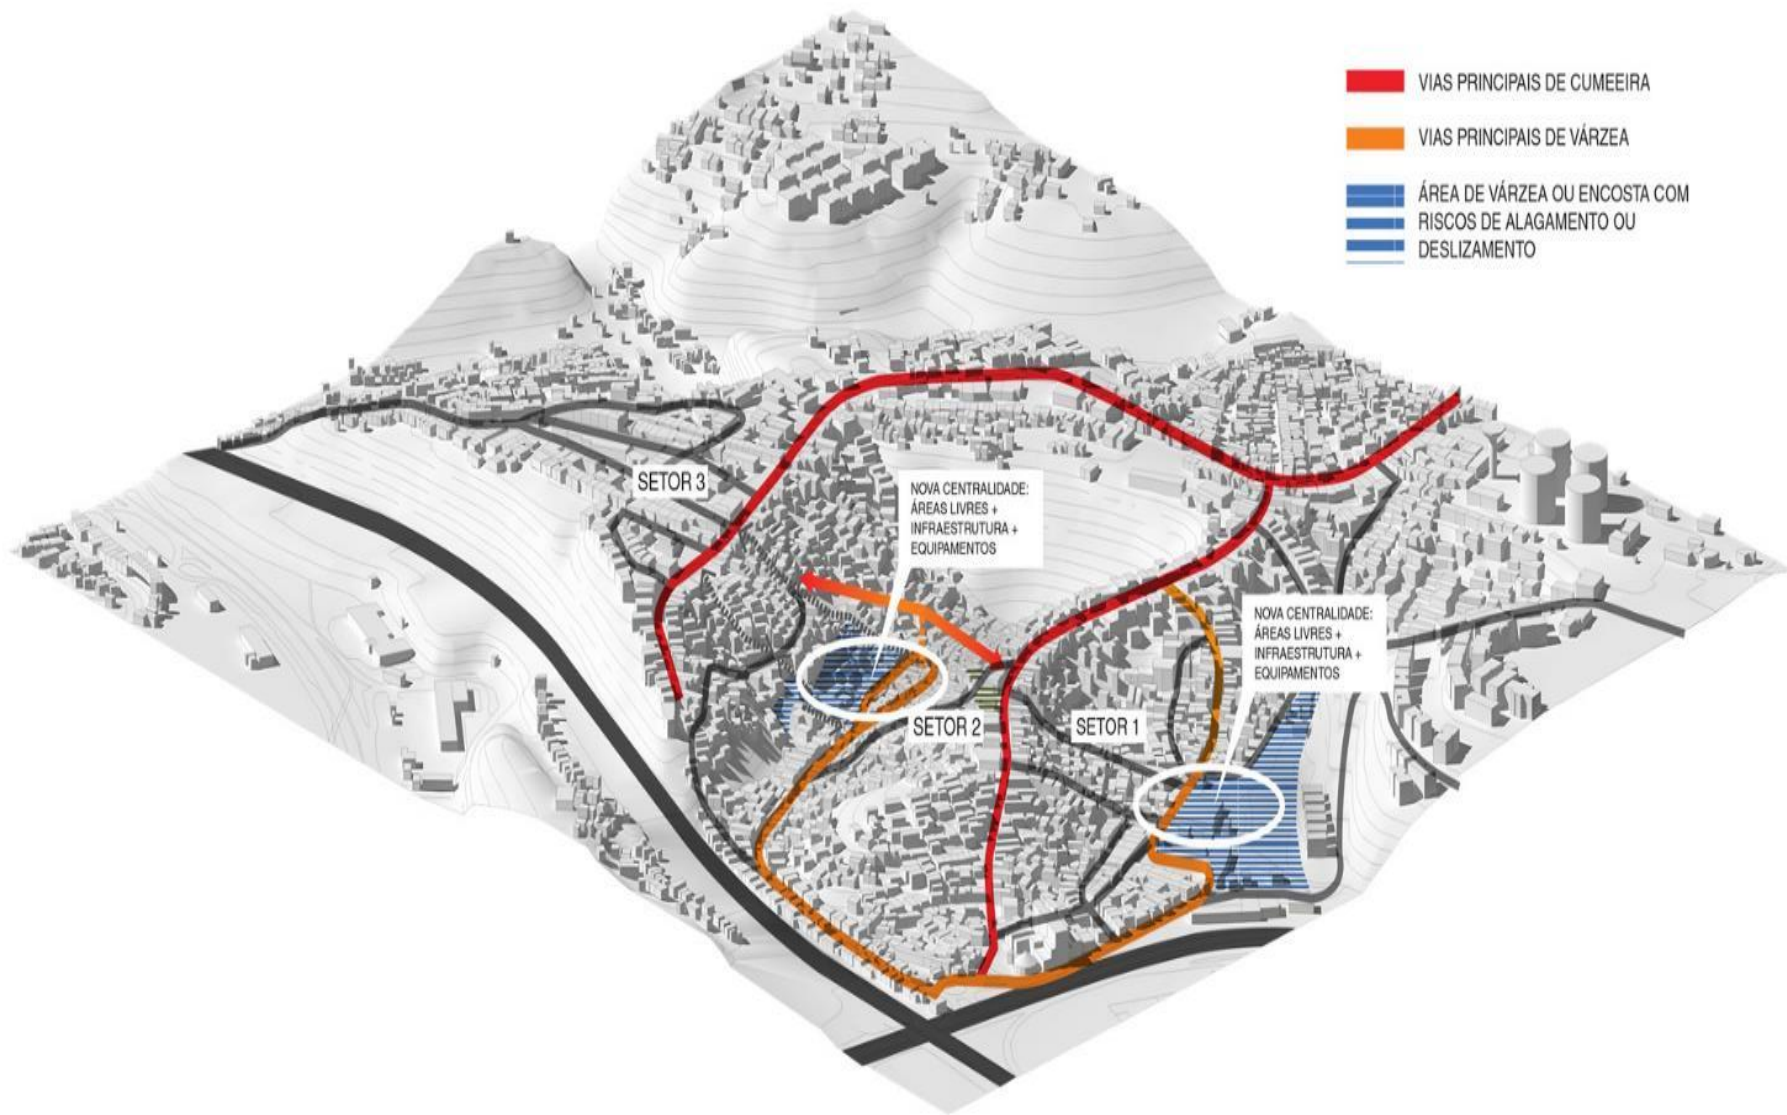 VIAS PRINCIPAIS DE CUMEEIRA
VIAS PRINCIPAIS DE VÁRZEA
ÁREA DE VÁRZEA OU ENCOSTA COM
RISCOS DE ALAGAMENTO OU
DESLIZAMENTO
SETOR 3
NOVA CENTRALIDADE:
ÁREAS LIVRES +
INFRAESTRUTURA +
EQUIPAMENTOS
NOVA CENTRALIDADE:
ÁREAS LIVRES +
INFRAESTRUTURA +
EQUIPAMENTOS
SETOR 2
SETOR 1